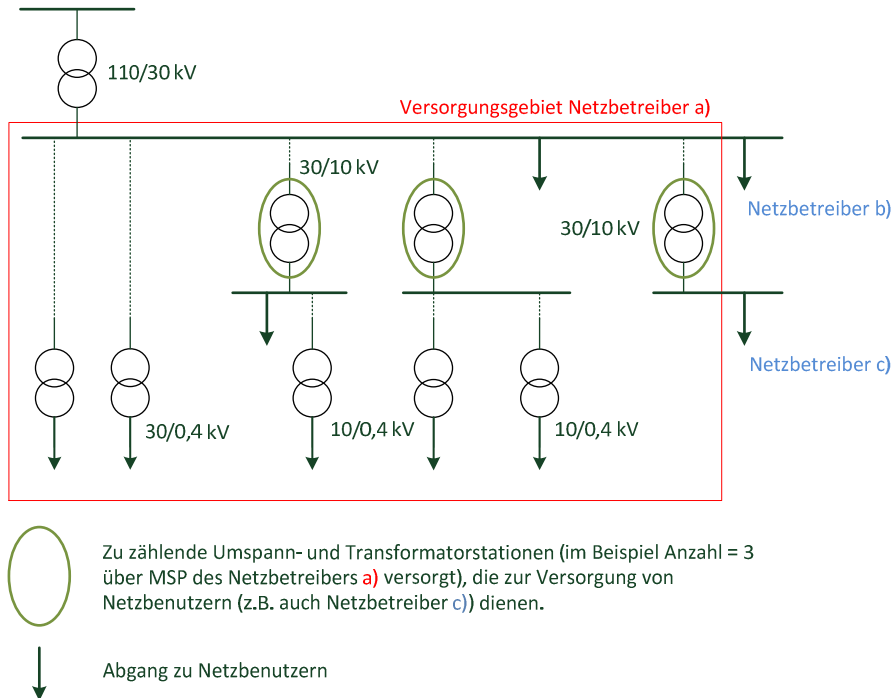 110/30 kV
Versorgungsgebiet Netzbetreiber a)
30/10 kV
Netzbetreiber b)
30/10 kV
Netzbetreiber c)
30/0,4 kV
10/0,4 kV
10/0,4 kV
Zu zählende Umspann- und Transformatorstationen (im Beispiel Anzahl = 3
über MSP des Netzbetreibers a) versorgt), die zur Versorgung von
Netzbenutzern (z.B. auch Netzbetreiber c)) dienen.
Abgang zu Netzbenutzern